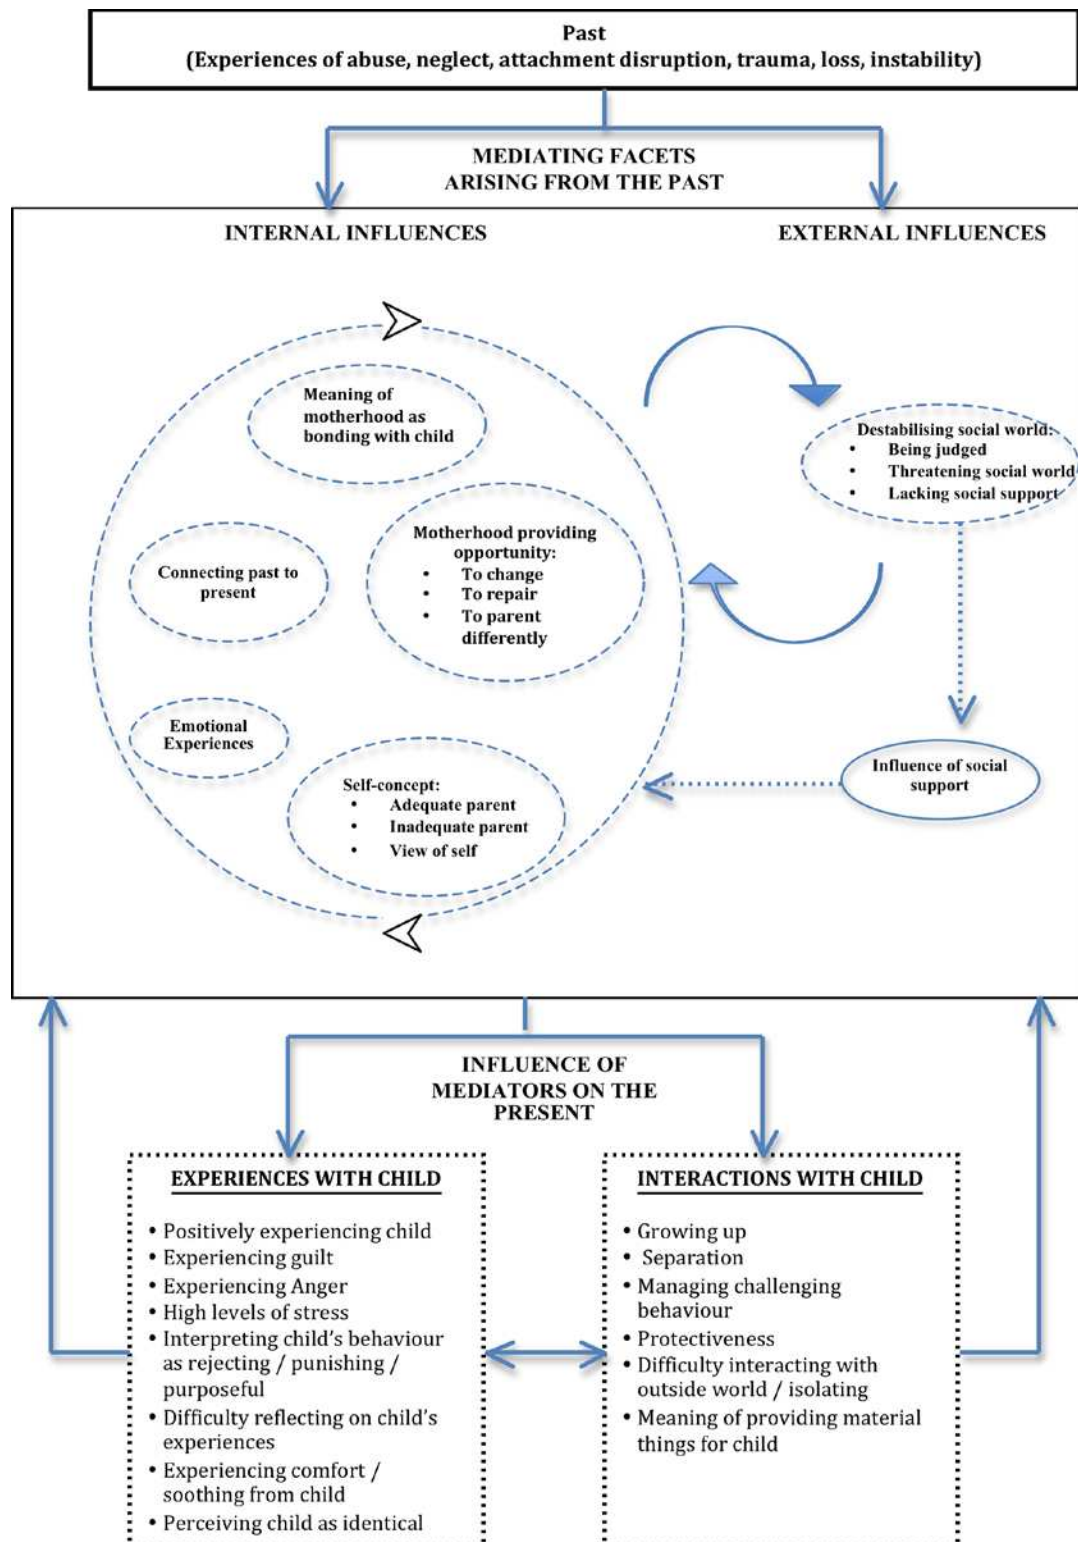 Past
(Experiences of abuse, neglect, attachment disruption, trauma, loss, instability)
MEDIATING FACETS
ARISING FROM THE PAST
INTERNAL INFLUENCES
EXTERNAL INFLUENCES
Meaning of
motherhood as
bonding with child
Motherhood providing
opportunity:
• To change
• To repair
• To parent
differently
Connecting past to
present
Emotional
Experiences
Self-concept:
• Adequate parent
• Inadequate parent
• View of self
Destabilising social world:
• Being judged
• Threatening social world
• Lacking social support
Influence of social
support
INFLUENCE OF
MEDIATORS ON THE
PRESENT
EXPERIENCES WITH CHILD
• Positively experiencing child
• Experiencing guilt
• Experiencing Anger
• High levels of stress
• Interpreting child's behaviour
as rejecting / punishing /
purposeful
• Difficulty reflecting on child's
experiences
• Experiencing comfort /
soothing from child
• Perceiving child as identical
INTERACTIONS WITH CHILD
• Growing up
• Separation
• Managing challenging
behaviour
• Protectiveness
• Difficulty interacting with
outside world / isolating
• Meaning of providing material
things for child